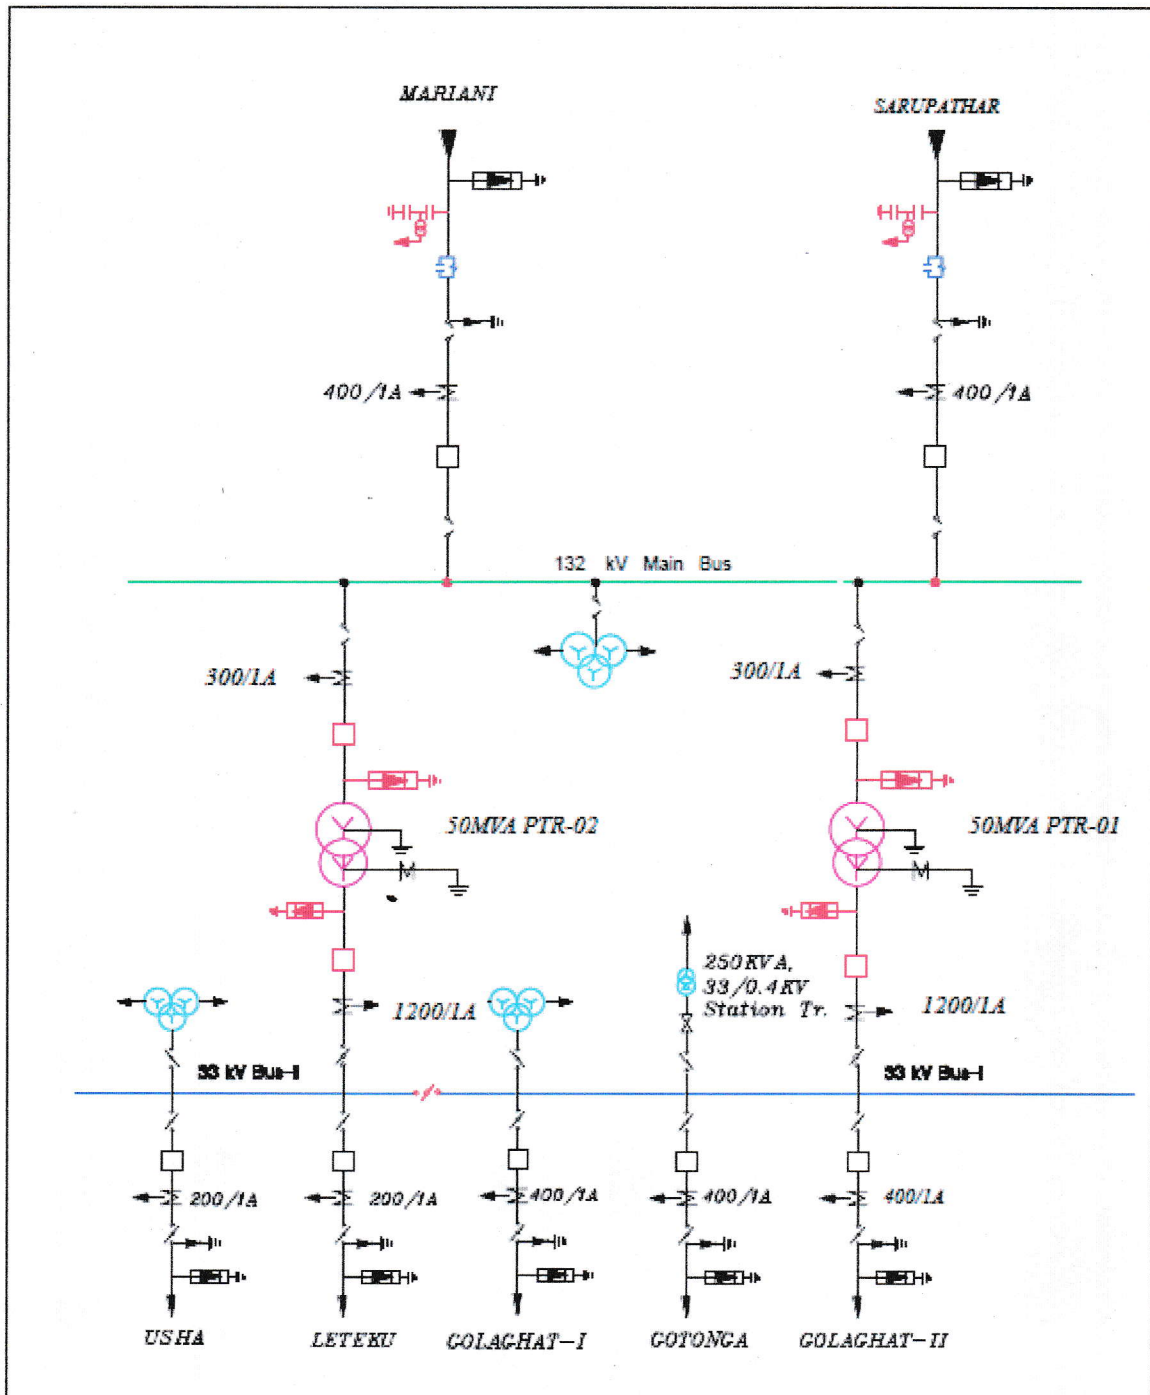 MARIANI
SARUPATHAR
400/1A
400/1A
132 kV Main Bus
300/1A
300/1A
50MVA PTR-02
50MVA PTR-01
250KVA,
33/0.4KV
Station Tr.
1200/1A
1200/1A
33 kV Bus-II
33 kV Bus-I
200/1A
200/1A
400/1A
400/1A
400/1A
USHA
LETEKU
GOLAGHAT-I
GOTONGA
GOLAGHAT-II